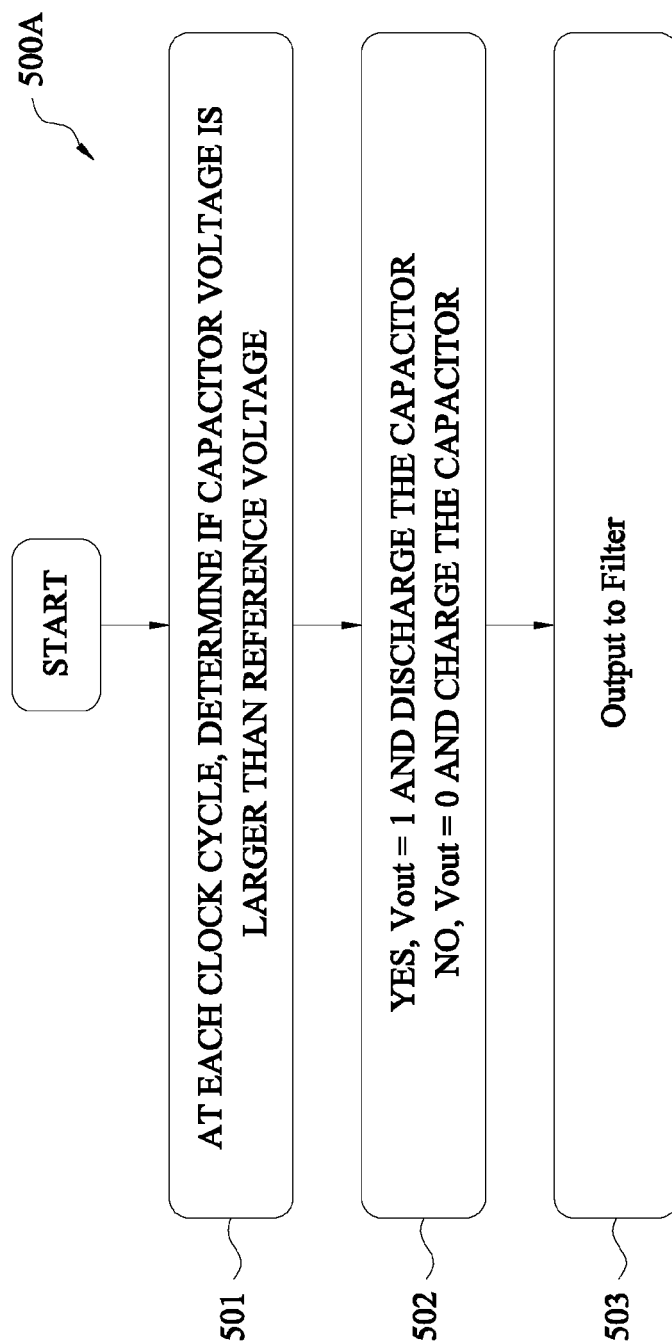 500A
START
AT EACH CLOCK CYCLE, DETERMINE IF CAPACITOR VOLTAGE IS
LARGER THAN REFERENCE VOLTAGE
501
YES, Vout = 1 AND DISCHARGE THE CAPACITOR
NO, Vout = 0 AND CHARGE THE CAPACITOR
502
Output to Filter
503